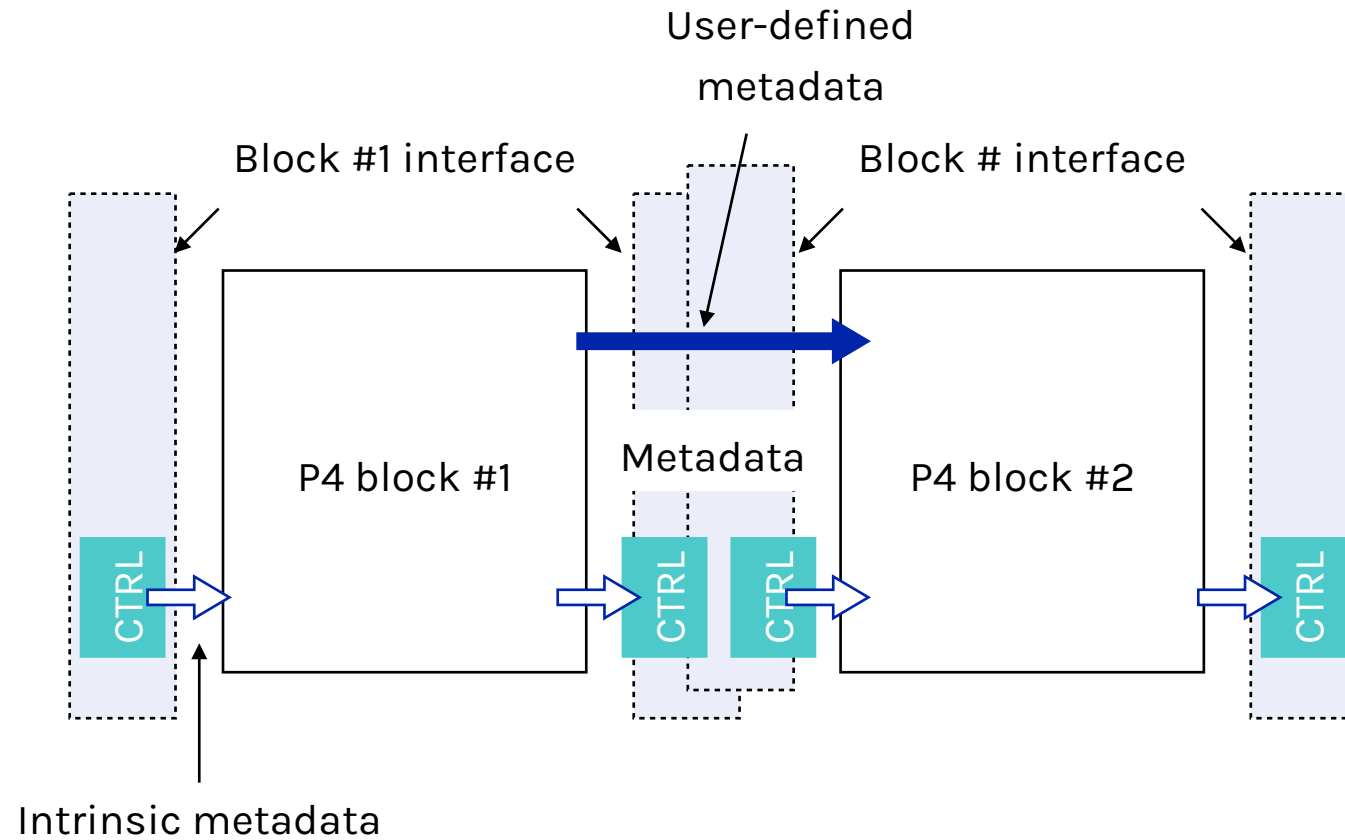 User-defined
metadata
Block #1 interface
Block # interface
P4 block #1
Metadata
P4 block #2
CTRL
CTRL
CTRL
CTRL
Intrinsic metadata